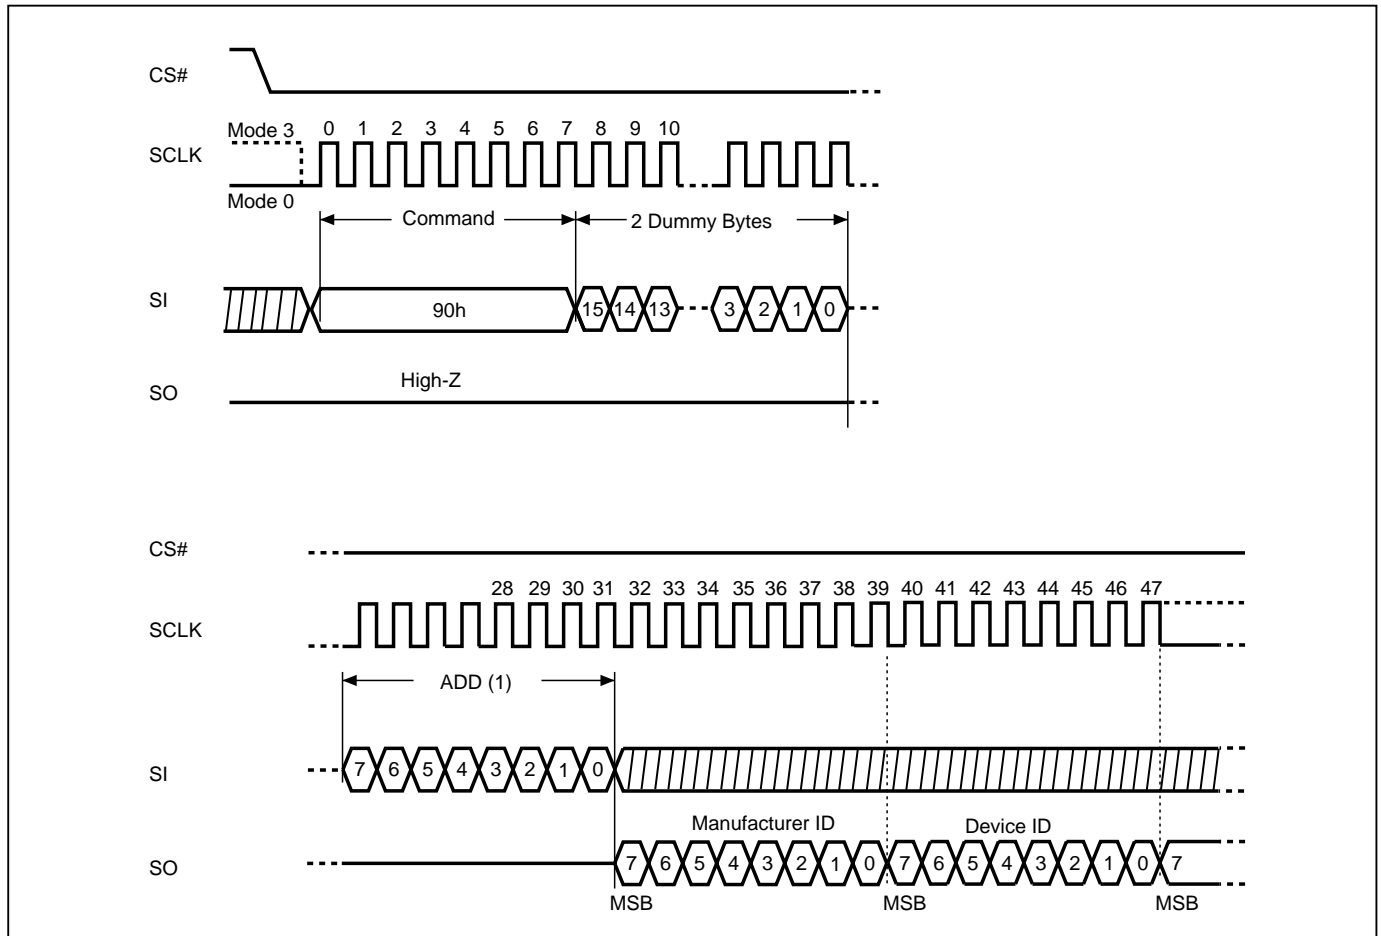 CS#
Mode 3 0 1 2 3 4 5 6 7 8 9 10
SCLK
Mode 0
Command 2 Dummy Bytes
SI 90h 15 14 13 3 2 1 0
High-Z
SO
CS#
28 29 30 31 32 33 34 35 36 37 38 39 40 41 42 43 44 45 46 47
SCLK
ADD (1)
SI 7 6 5 4 3 2 1 0
Manufacturer ID Device ID
SO 7 6 5 4 3 2 1 0 7 6 5 4 3 2 1 0 7
MSB MSB MSB